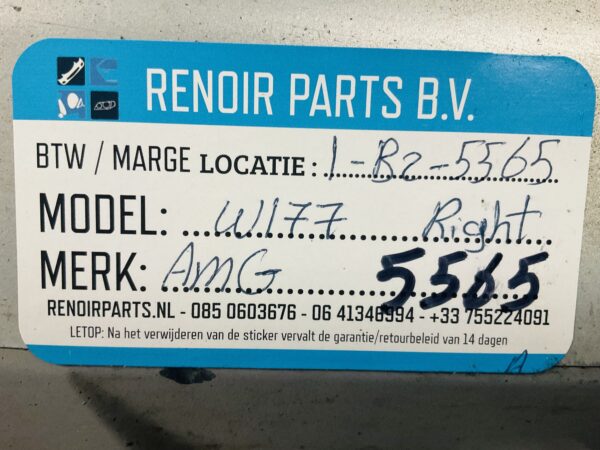 RENOIR PARTS B.V.
BTW / MARGE LOCATIE : 1-B2-5565
MODEL: W177 Right
MERK: AMG 5565
RENOIRPARTS.NL - 085 0603676 - 06 41348994 - +33 755224091
LETOP: Na het verwijderen van de sticker vervalt de garantie/retourbeleid van 14 dagen
A